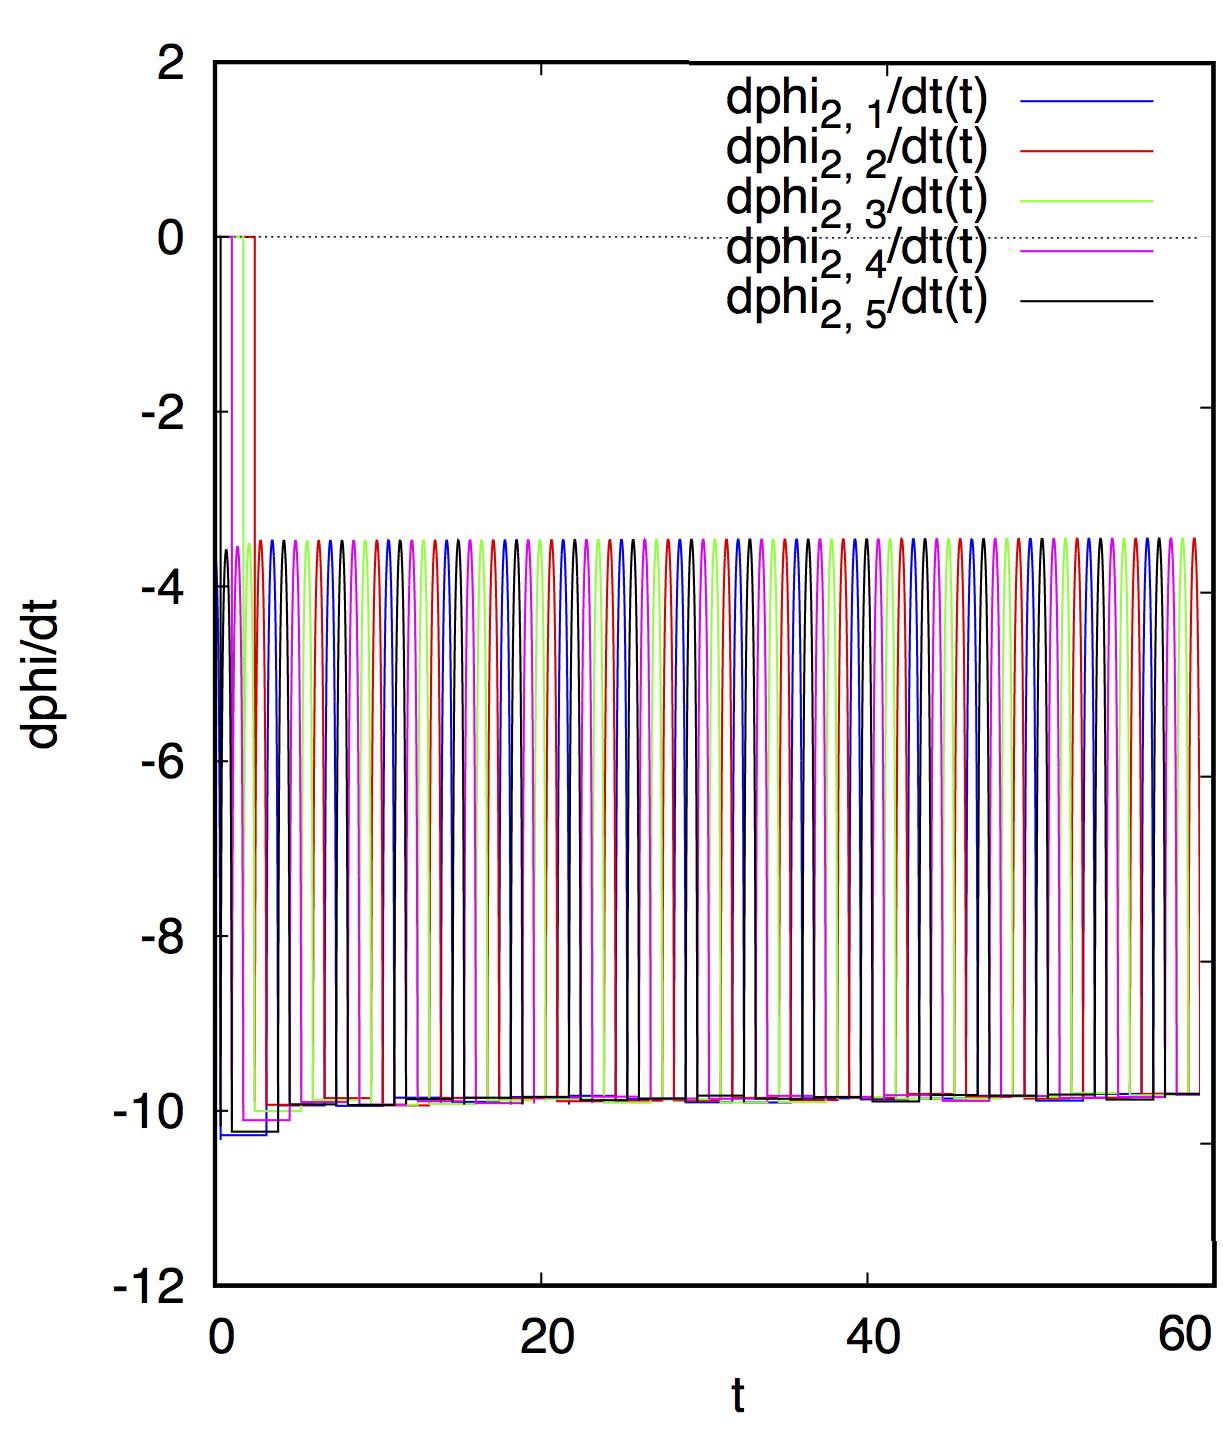 2
dphi2, 1/dt(t)
dphi2, 2/dt(t)
dphi2, 3/dt(t)
0
dphi2, 4/dt(t)
dphi2, 5/dt(t)
-2
-4
dphi/dt
-6
-8
-10
-12
0 20 40 60
t